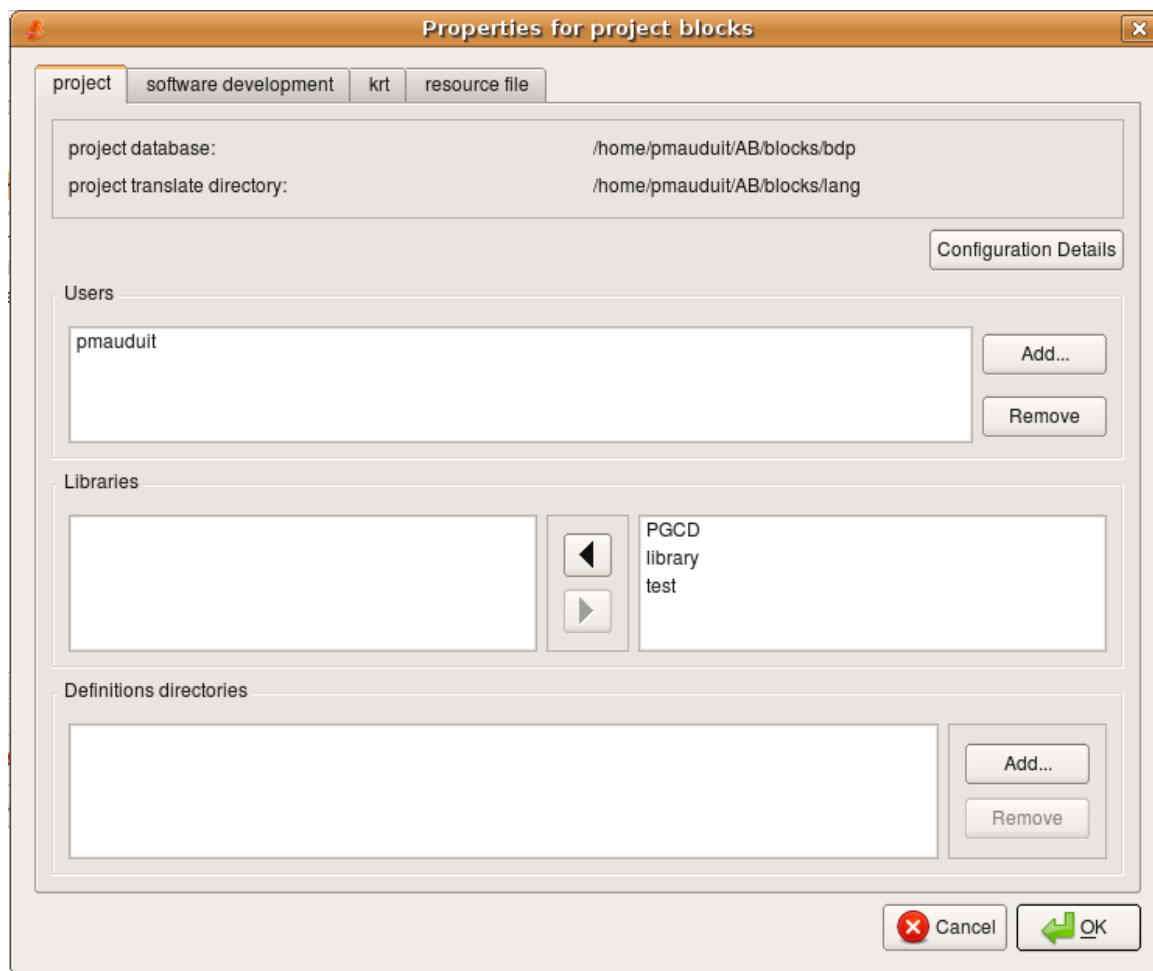 Properties for project blocks
project software development krt resource file
project database: /home/pmauduit/AB/blocks/bdp
project translate directory: /home/pmauduit/AB/blocks/lang
Configuration Details
Users
pmauduit
Add...
Remove
Libraries
PGCD
library
test
Definitions directories
Add...
Remove
Cancel OK